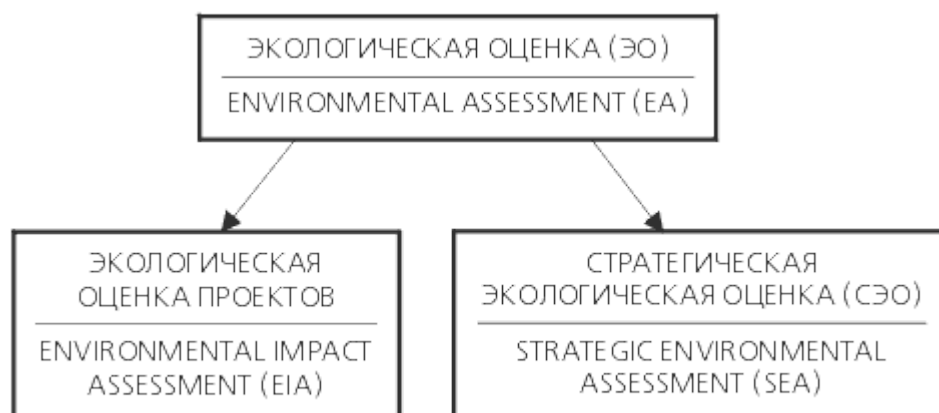 ЭКОЛОГИЧЕСКАЯ ОЦЕНКА (ЭО)
ENVIRONMENTAL ASSESSMENT (EA)
ЭКОЛОГИЧЕСКАЯ
ОЦЕНКА ПРОЕКТОВ
ENVIRONMENTAL IMPACT
ASSESSMENT (EIA)
СТРАТЕГИЧЕСКАЯ
ЭКОЛОГИЧЕСКАЯ ОЦЕНКА (СЭО)
STRATEGIC ENVIRONMENTAL
ASSESSMENT (SEA)